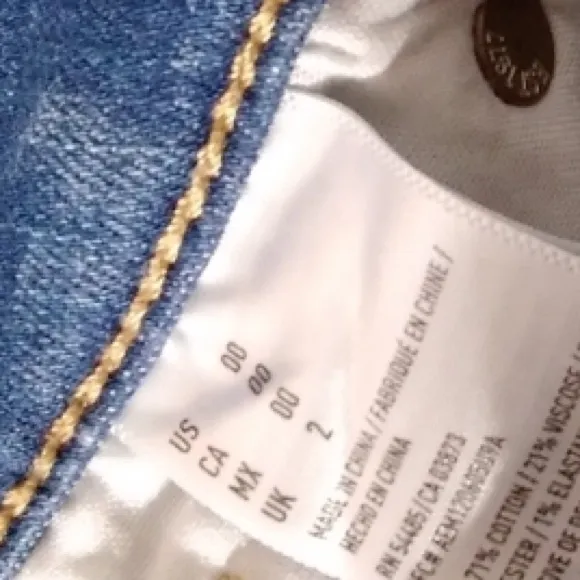 US 00
CA 00
MX 00
UK 2
MADE IN CHINA / FABRIQUÉ EN CHINE /
HECHO EN CHINA
RN 54485/CA 03873
71% COTTON / 21% VISCOSE /
ESTER / 1% ELAST